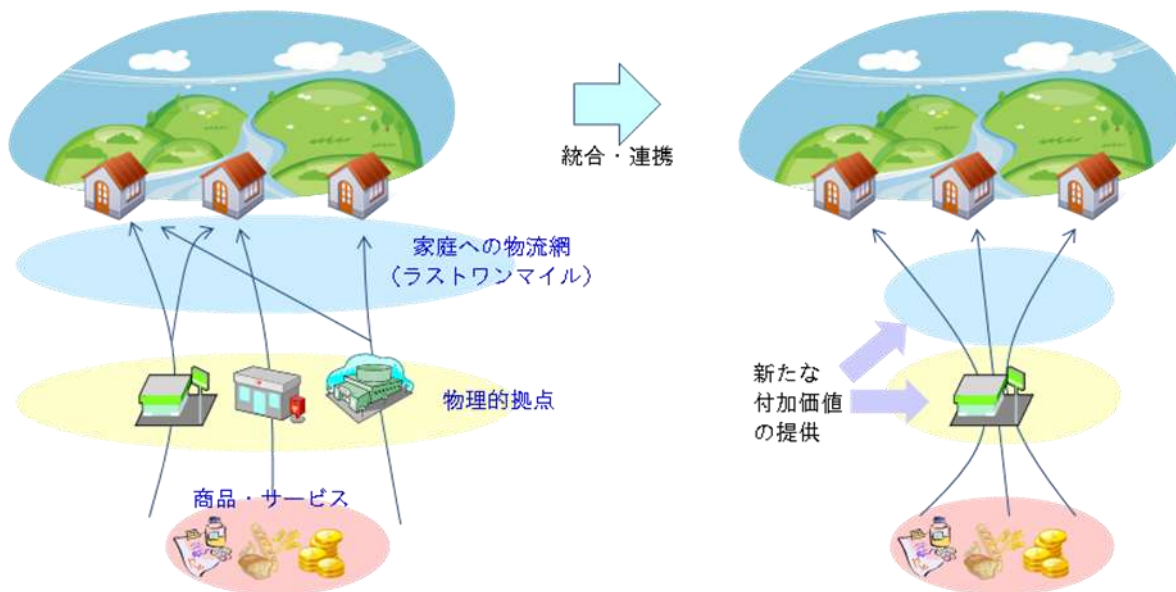 統合・連携
家庭への物流網
(ラストワンマイル)
物理的拠点
商品・サービス
新たな
付加価値
の提供